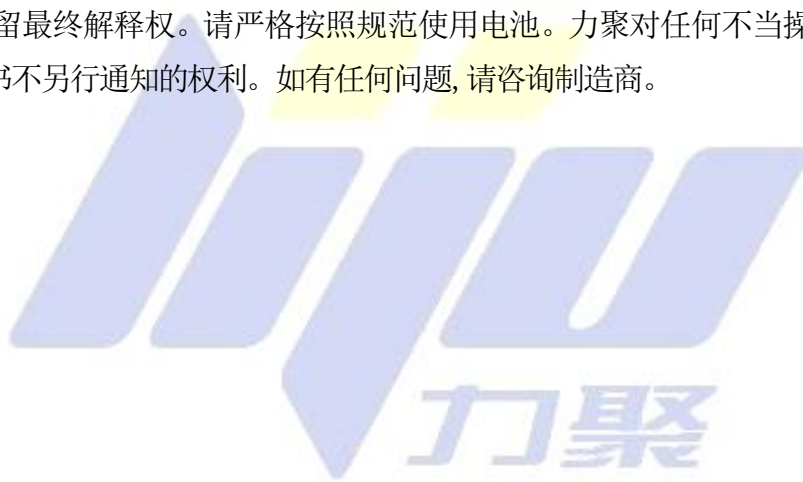 留最终解释权。请严格按照规范使用电池。力聚对任何不当操
书不另行通知的权利。如有任何问题, 请咨询制造商。
力聚